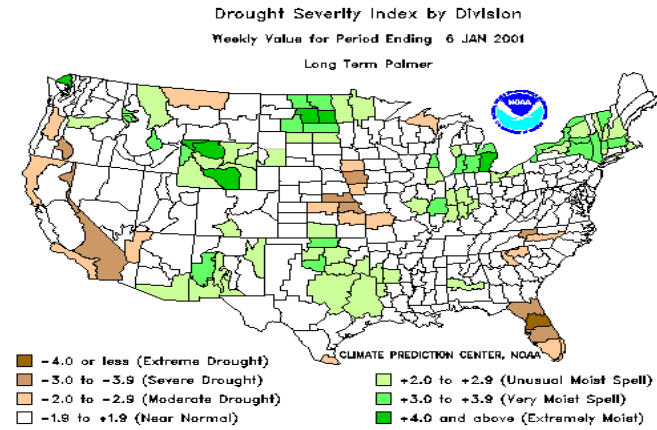 Drought Severity Index by Division
Weekly Value for Period Ending 6 JAN 2001
Long Term Palmer
NOAA
CLIMATE PREDICTION CENTER, NOAA
-4.0 or less (Extreme Drought)
-3.0 to -3.9 (Severe Drought)
-2.0 to -2.9 (Moderate Drought)
-1.9 to +1.9 (Near Normal)
+2.0 to +2.9 (Unusual Moist Spell)
+3.0 to +3.9 (Very Moist Spell)
+4.0 and above (Extremely Moist)